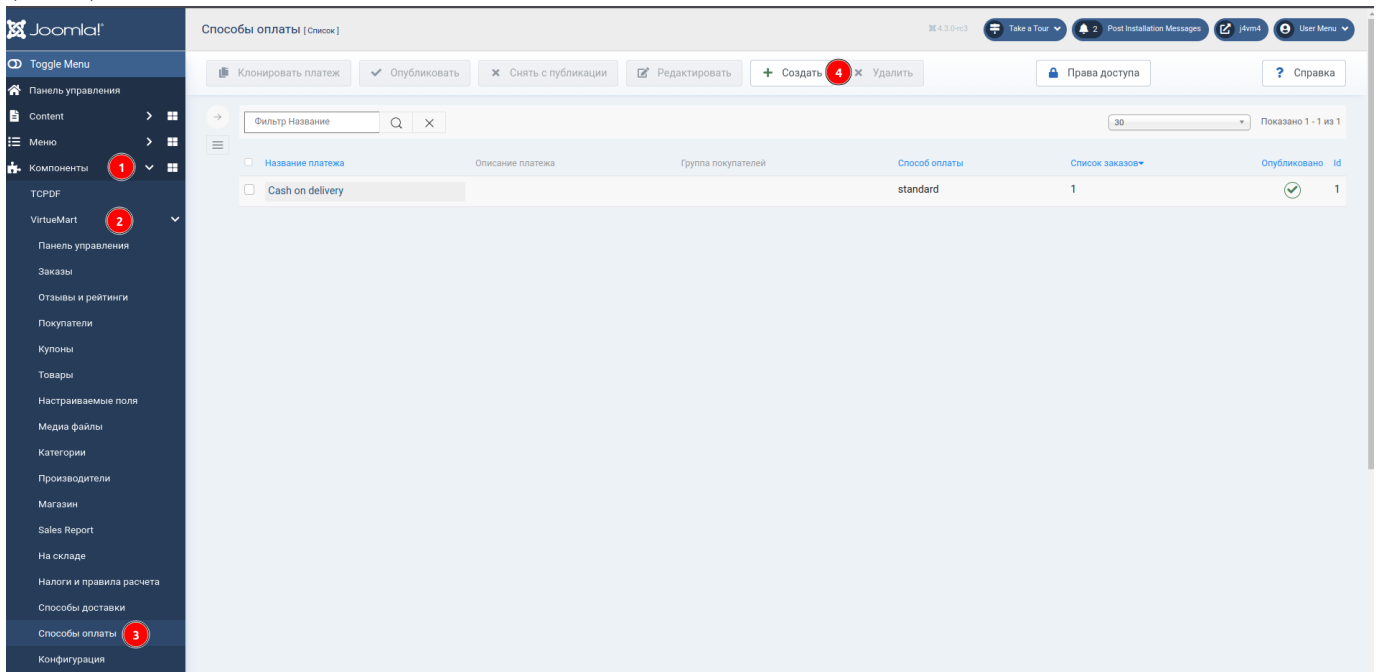 Joomla!
Способы оплаты [ Список ]
4.3.0-rc3
Take a Tour
2 Post Installation Messages
j4vm4
User Menu
Toggle Menu
Клонировать платеж
Опубликовать
Снять с публикации
Редактировать
Создать
4
Удалить
Права доступа
? Справка
Панель управления
Content
Меню
Компоненты 1
TCPDF
VirtueMart 2
Панель управления
Заказы
Отзывы и рейтинги
Покупатели
Купоны
Товары
Настраиваемые поля
Медиа файлы
Категории
Производители
Магазин
Sales Report
На складе
Налоги и правила расчета
Способы доставки
Способы оплаты 3
Конфигурация
Фильтр Название
30
Показано 1 - 1 из 1
Название платежа Описание платежа Группа покупателей Способ оплаты Список заказов Опубликовано Id
Cash on delivery standard 1 1